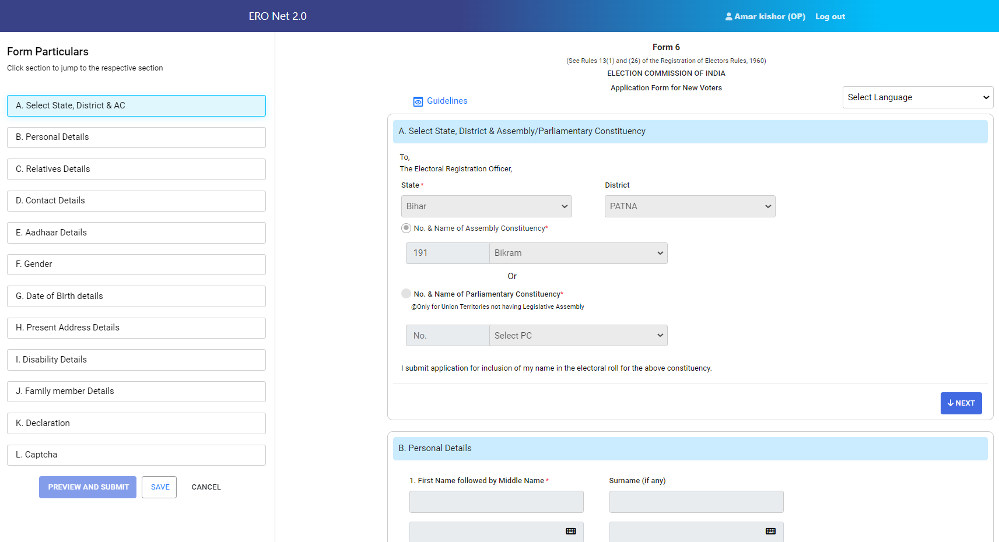 ERO Net 2.0
Amar kishor (OP) Log out
Form Particulars
Click section to jump to the respective section
A. Select State, District & AC
B. Personal Details
C. Relatives Details
D. Contact Details
E. Aadhaar Details
F. Gender
G. Date of Birth details
H. Present Address Details
I. Disability Details
J. Family member Details
K. Declaration
L. Captcha
PREVIEW AND SUBMIT SAVE CANCEL
Form 6
(See Rules 13(1) and (26) of the Registration of Electors Rules, 1960)
ELECTION COMMISSION OF INDIA
Application Form for New Voters
Guidelines
Select Language
A. Select State, District & Assembly/Parliamentary Constituency
To,
The Electoral Registration Officer,
State * District
Bihar PATNA
No. & Name of Assembly Constituency*
191 Bikram
Or
No. & Name of Parliamentary Constituency*
@Only for Union Territories not having Legislative Assembly
No. Select PC
I submit application for inclusion of my name in the electoral roll for the above constituency.
NEXT
B. Personal Details
1. First Name followed by Middle Name * Surname (if any)